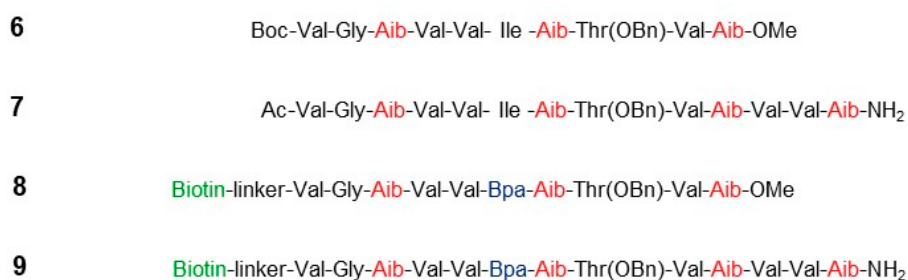 6 Boc-Val-Gly-Aib-Val-Val- Ile -Aib-Thr(OBn)-Val-Aib-OMe
7 Ac-Val-Gly-Aib-Val-Val- Ile -Aib-Thr(OBn)-Val-Aib-Val-Val-Aib-NH₂
8 Biotin-linker-Val-Gly-Aib-Val-Val-Bpa-Aib-Thr(OBn)-Val-Aib-OMe
9 Biotin-linker-Val-Gly-Aib-Val-Val-Bpa-Aib-Thr(OBn)-Val-Aib-Val-Val-Aib-NH₂